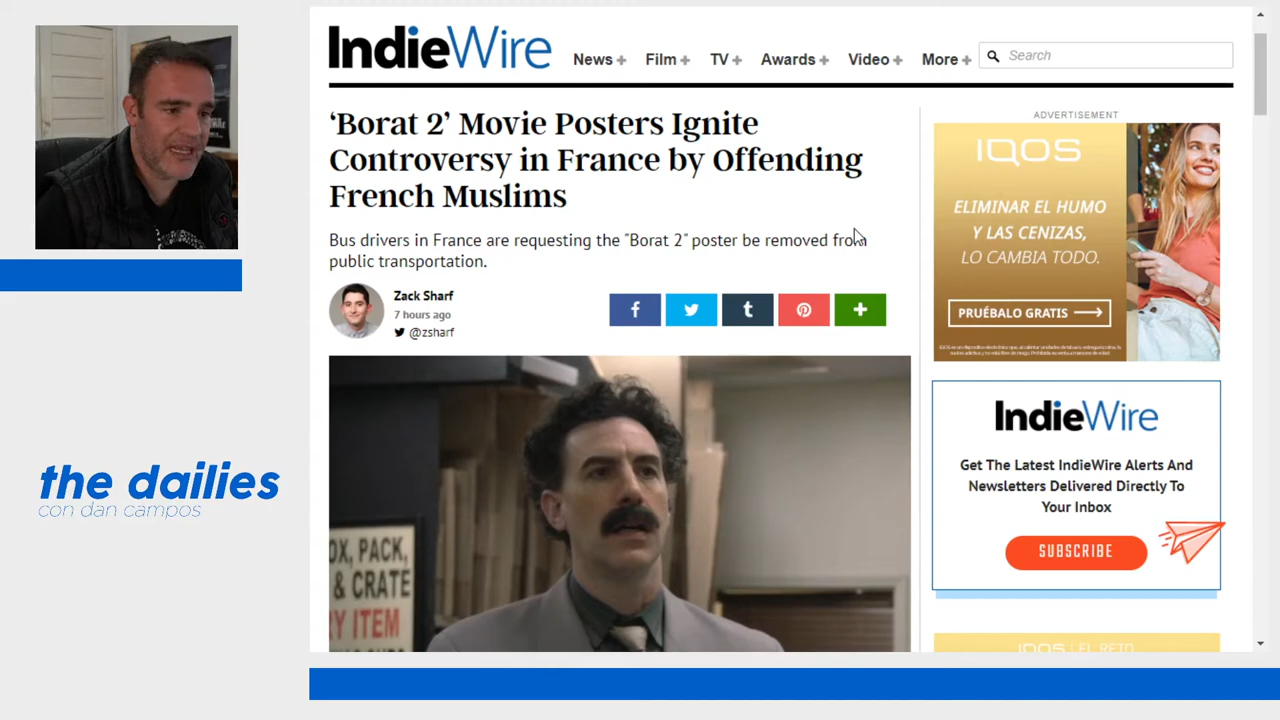 IndieWire
News +
Film +
TV +
Awards +
Video +
More +
Search
'Borat 2' Movie Posters Ignite
Controversy in France by Offending
French Muslims
Bus drivers in France are requesting the "Borat 2" poster be removed from
public transportation.
Zack Sharf
7 hours ago
@zsharf
f
t
+
OX, PACK,
& CRATE
RY ITEM
ADVERTISEMENT
IQOS
ELIMINAR EL HUMO
Y LAS CENIZAS,
LO CAMBIA TODO.
PRUÉBALO GRATIS
IndieWire
Get The Latest IndieWire Alerts And
Newsletters Delivered Directly To
Your Inbox
SUBSCRIBE
IQOS | EL RETO
the dailies
con dan campos